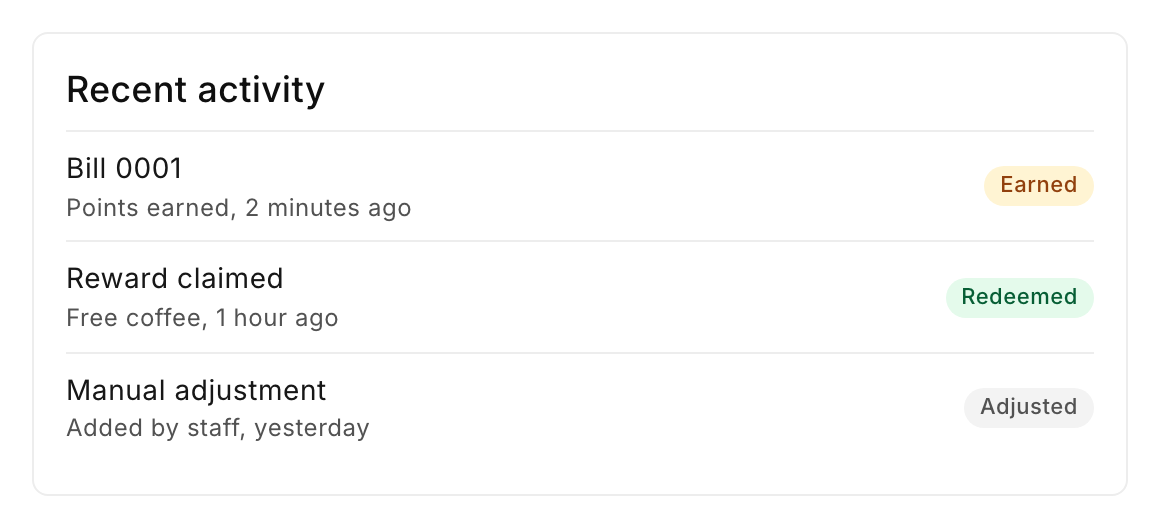 Recent activity
Bill 0001
Points earned, 2 minutes ago
Earned
Reward claimed
Free coffee, 1 hour ago
Redeemed
Manual adjustment
Added by staff, yesterday
Adjusted